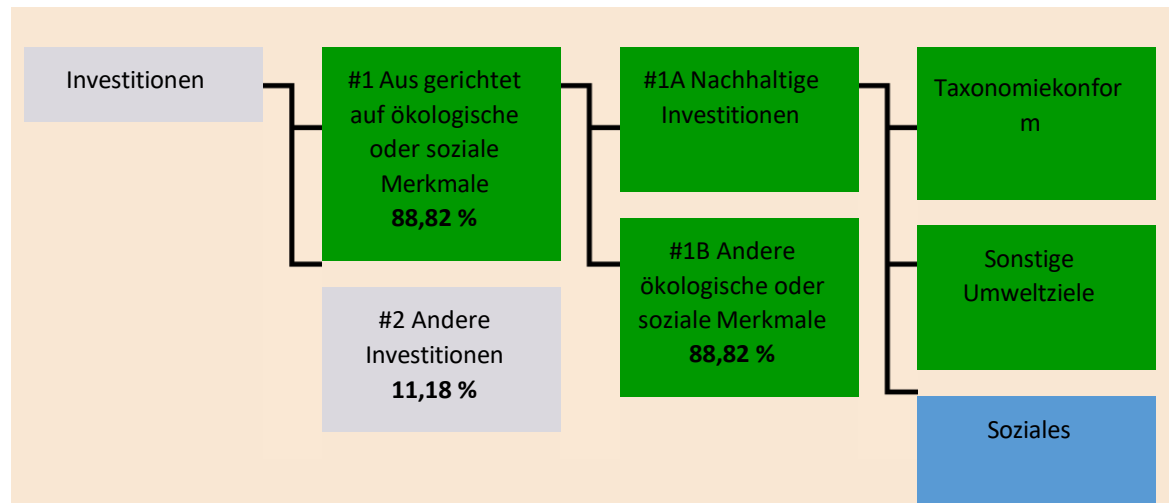 Investitionen
#1 Aus gerichtet
auf ökologische
oder soziale
Merkmale
88,82 %
#2 Andere
Investitionen
11,18 %
#1A Nachhaltige
Investitionen
#1B Andere
ökologische oder
soziale Merkmale
88,82 %
Taxonomiekonfor
m
Sonstige
Umweltziele
Soziales